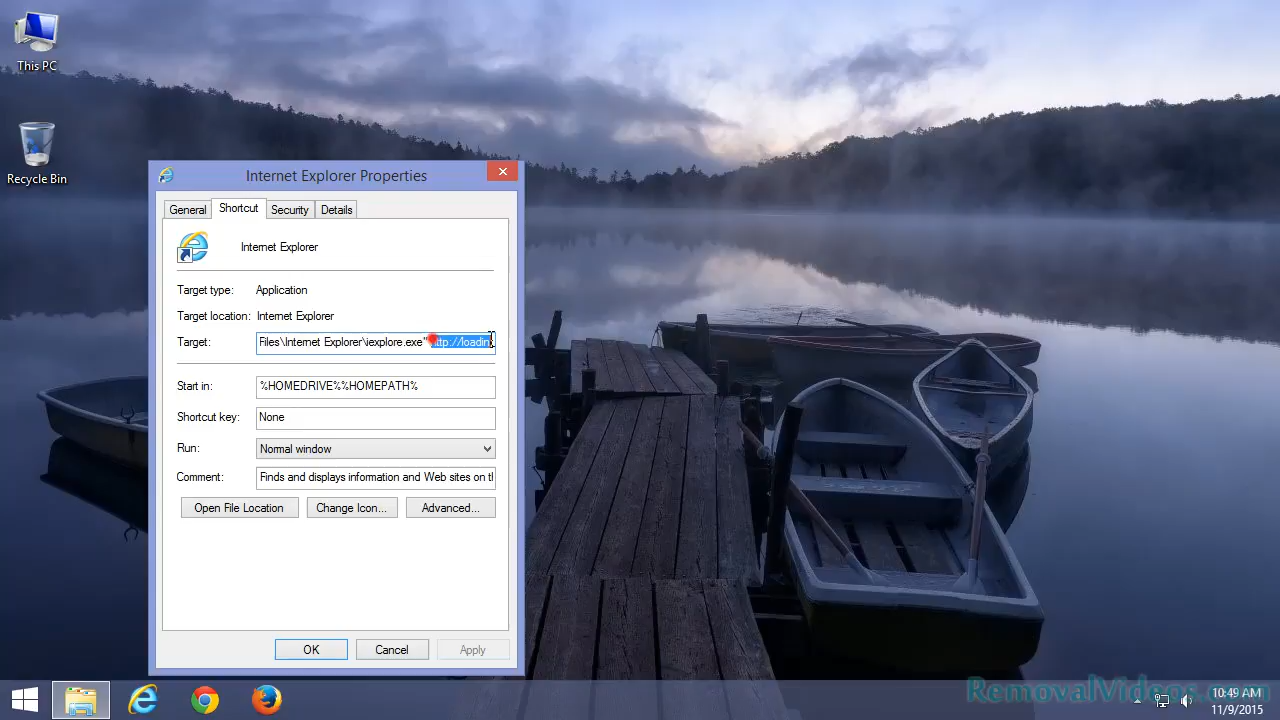 This PC
Recycle Bin
Internet Explorer Properties
General Shortcut Security Details
Internet Explorer
Target type: Application
Target location: Internet Explorer
Target: Files\Internet Explorer\iexplore.exe" http://loadin
Start in: %HOMEDRIVE%%HOMEPATH%
Shortcut key: None
Run: Normal window
Comment: Finds and displays information and Web sites on
Open File Location Change Icon... Advanced...
OK Cancel Apply
RemovalVideos.com
10:49 AM
11/9/2015